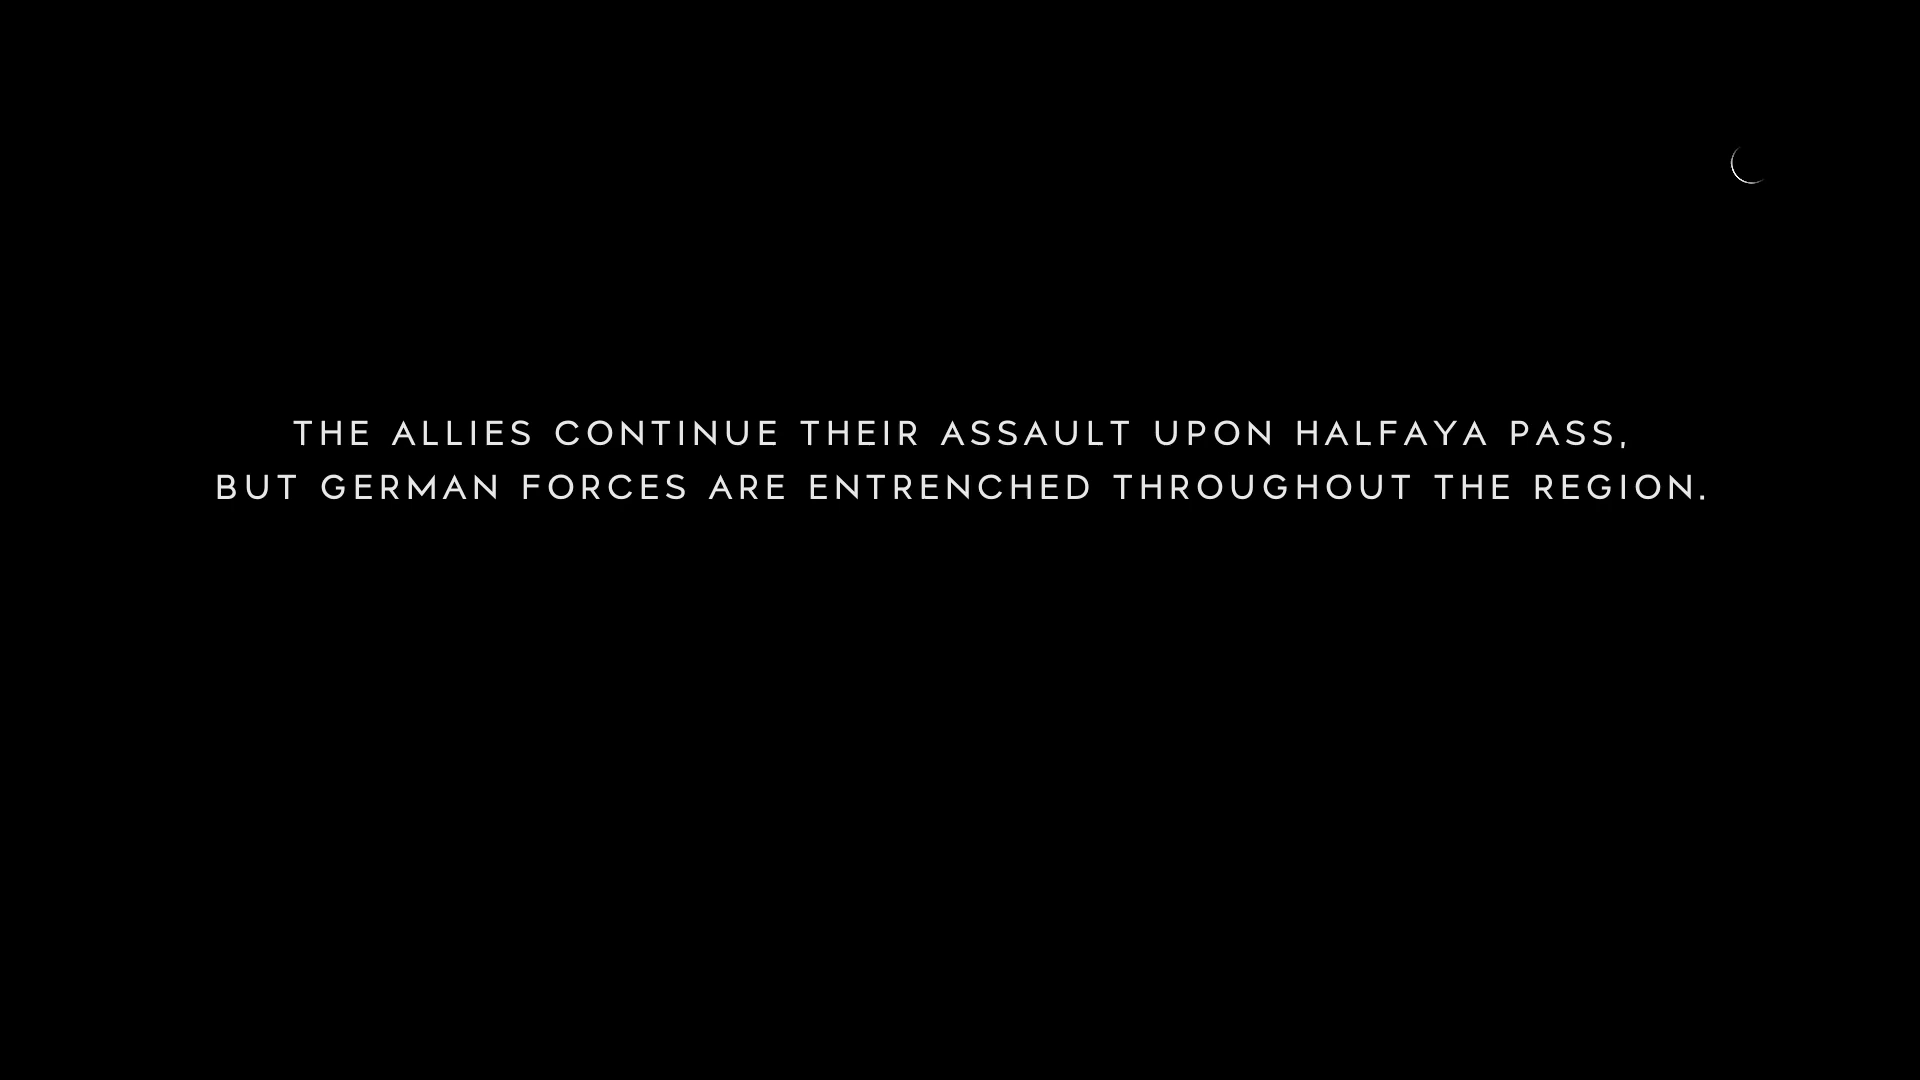 THE ALLIES CONTINUE THEIR ASSAULT UPON HALFAYA PASS,
BUT GERMAN FORCES ARE ENTRENCHED THROUGHOUT THE REGION.